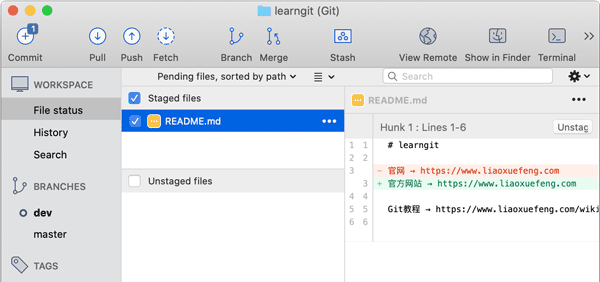 learngit (Git)
1
Commit
Pull
Push
Fetch
Branch
Merge
Stash
View Remote
Show in Finder
Terminal
WORKSPACE
File status
History
Search
BRANCHES
dev
master
TAGS
Pending files, sorted by path
Search
Staged files
README.md
Unstaged files
README.md
Hunk 1 : Lines 1-6
Unstag
1 1 # learngit
2 2
3 - 官网 → https://www.liaoxuefeng.com
3 + 官方网站 → https://www.liaoxuefeng.com
4 4
5 5 Git教程 → https://www.liaoxuefeng.com/wiki
6 6